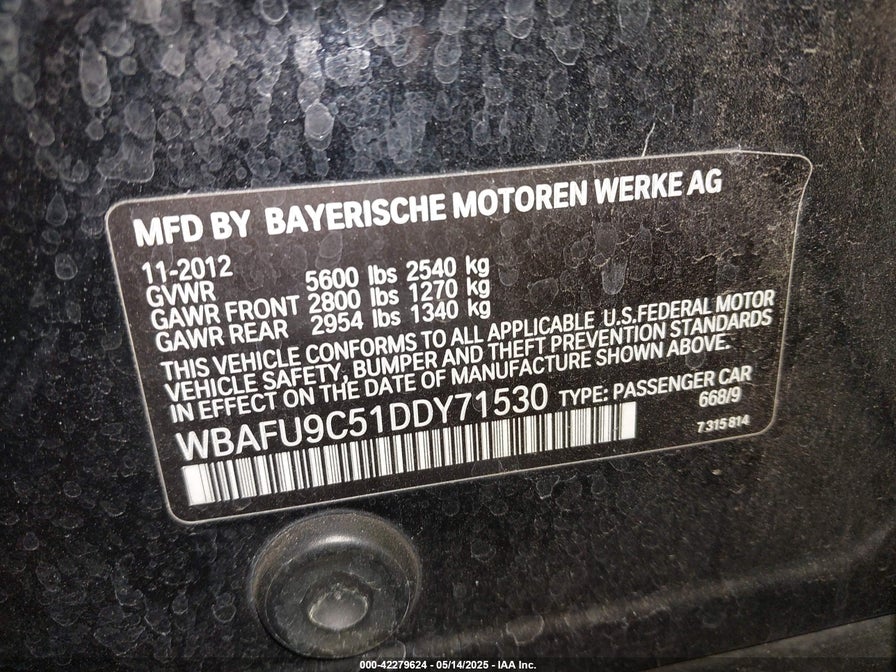 MFD BY BAYERISCHE MOTOREN WERKE AG
11-2012
GVWR 5600 lbs 2540 kg
GAWR FRONT 2800 lbs 1270 kg
GAWR REAR 2954 lbs 1340 kg
THIS VEHICLE CONFORMS TO ALL APPLICABLE U.S.FEDERAL MOTOR
VEHICLE SAFETY, BUMPER AND THEFT PREVENTION STANDARDS
IN EFFECT ON THE DATE OF MANUFACTURE SHOWN ABOVE.
WBAFU9C51DDY71530 TYPE: PASSENGER CAR
668/9
7 315 814
000-42279624 - 05/14/2025 - IAA Inc.